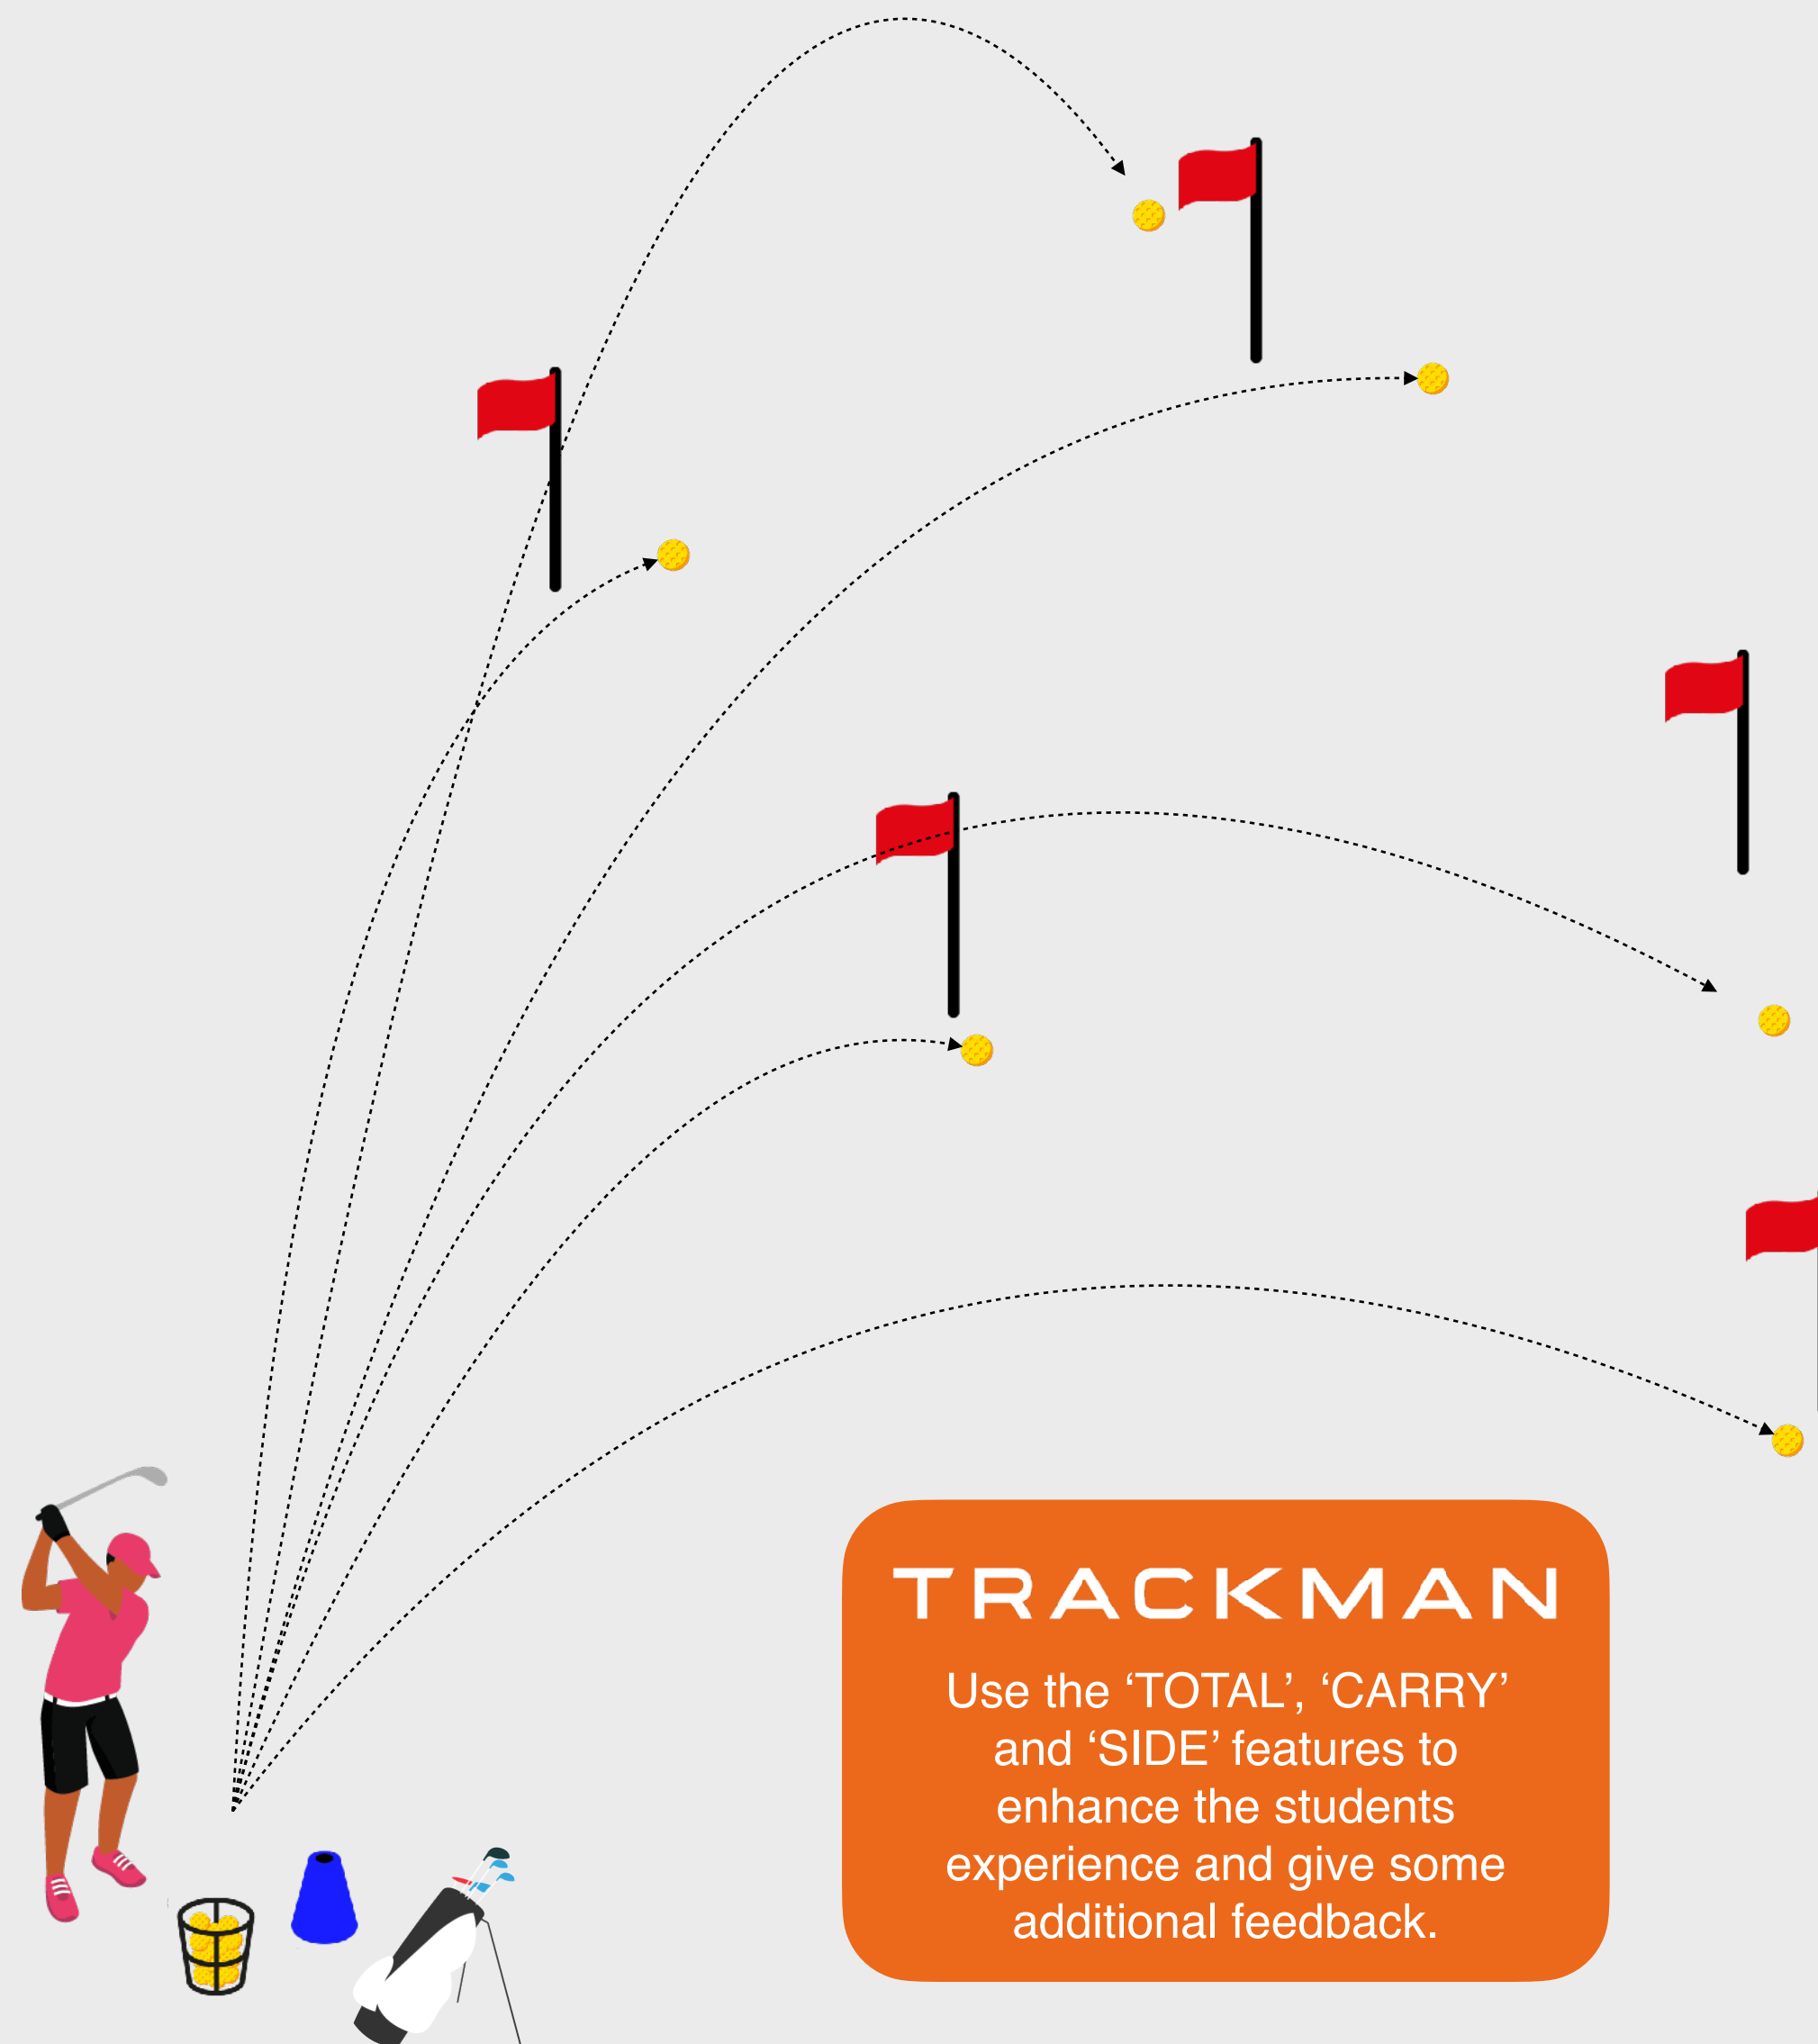 TRACKMAN
Use the ‘TOTAL’, ‘CARRY’
and ‘SIDE’ features to
enhance the students
experience and give some
additional feedback.